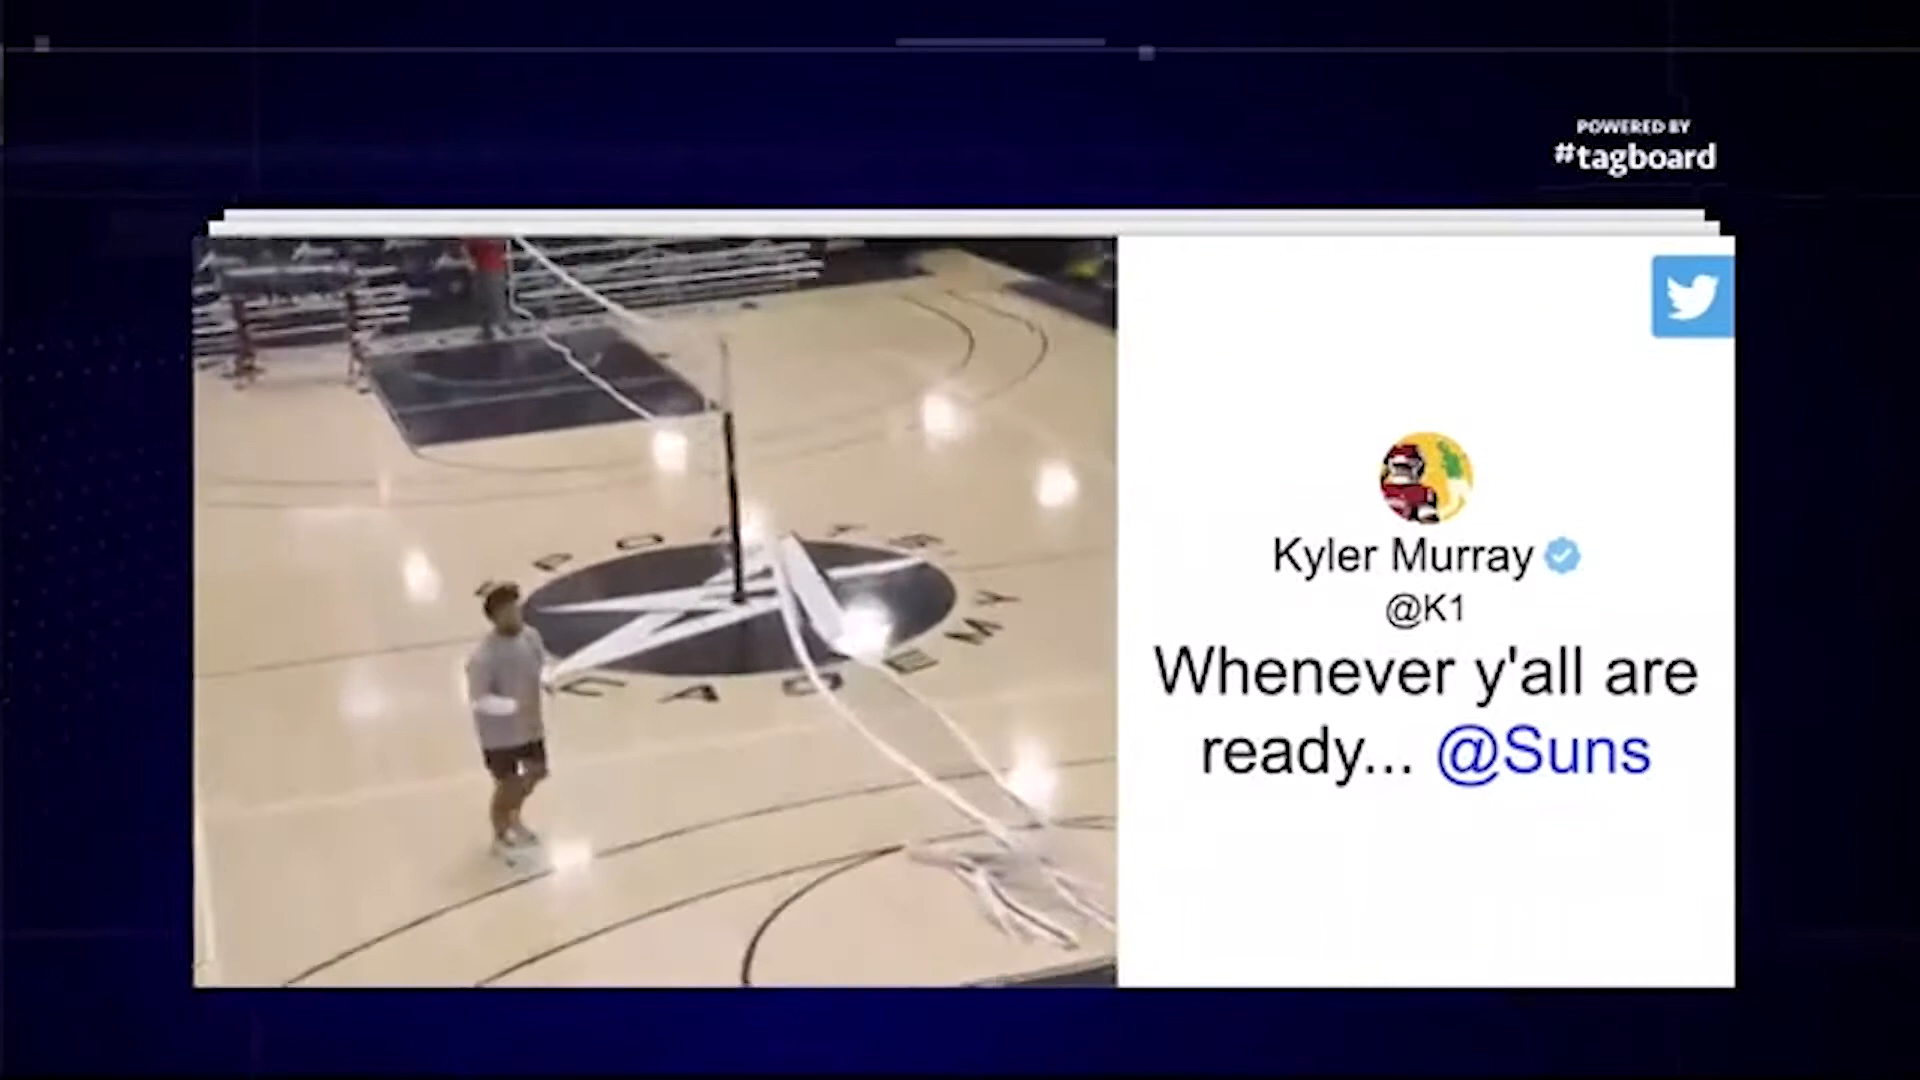 POWERED BY
#tagboard
Kyler Murray
@K1
Whenever y'all are
ready... @Suns
ACADEMY